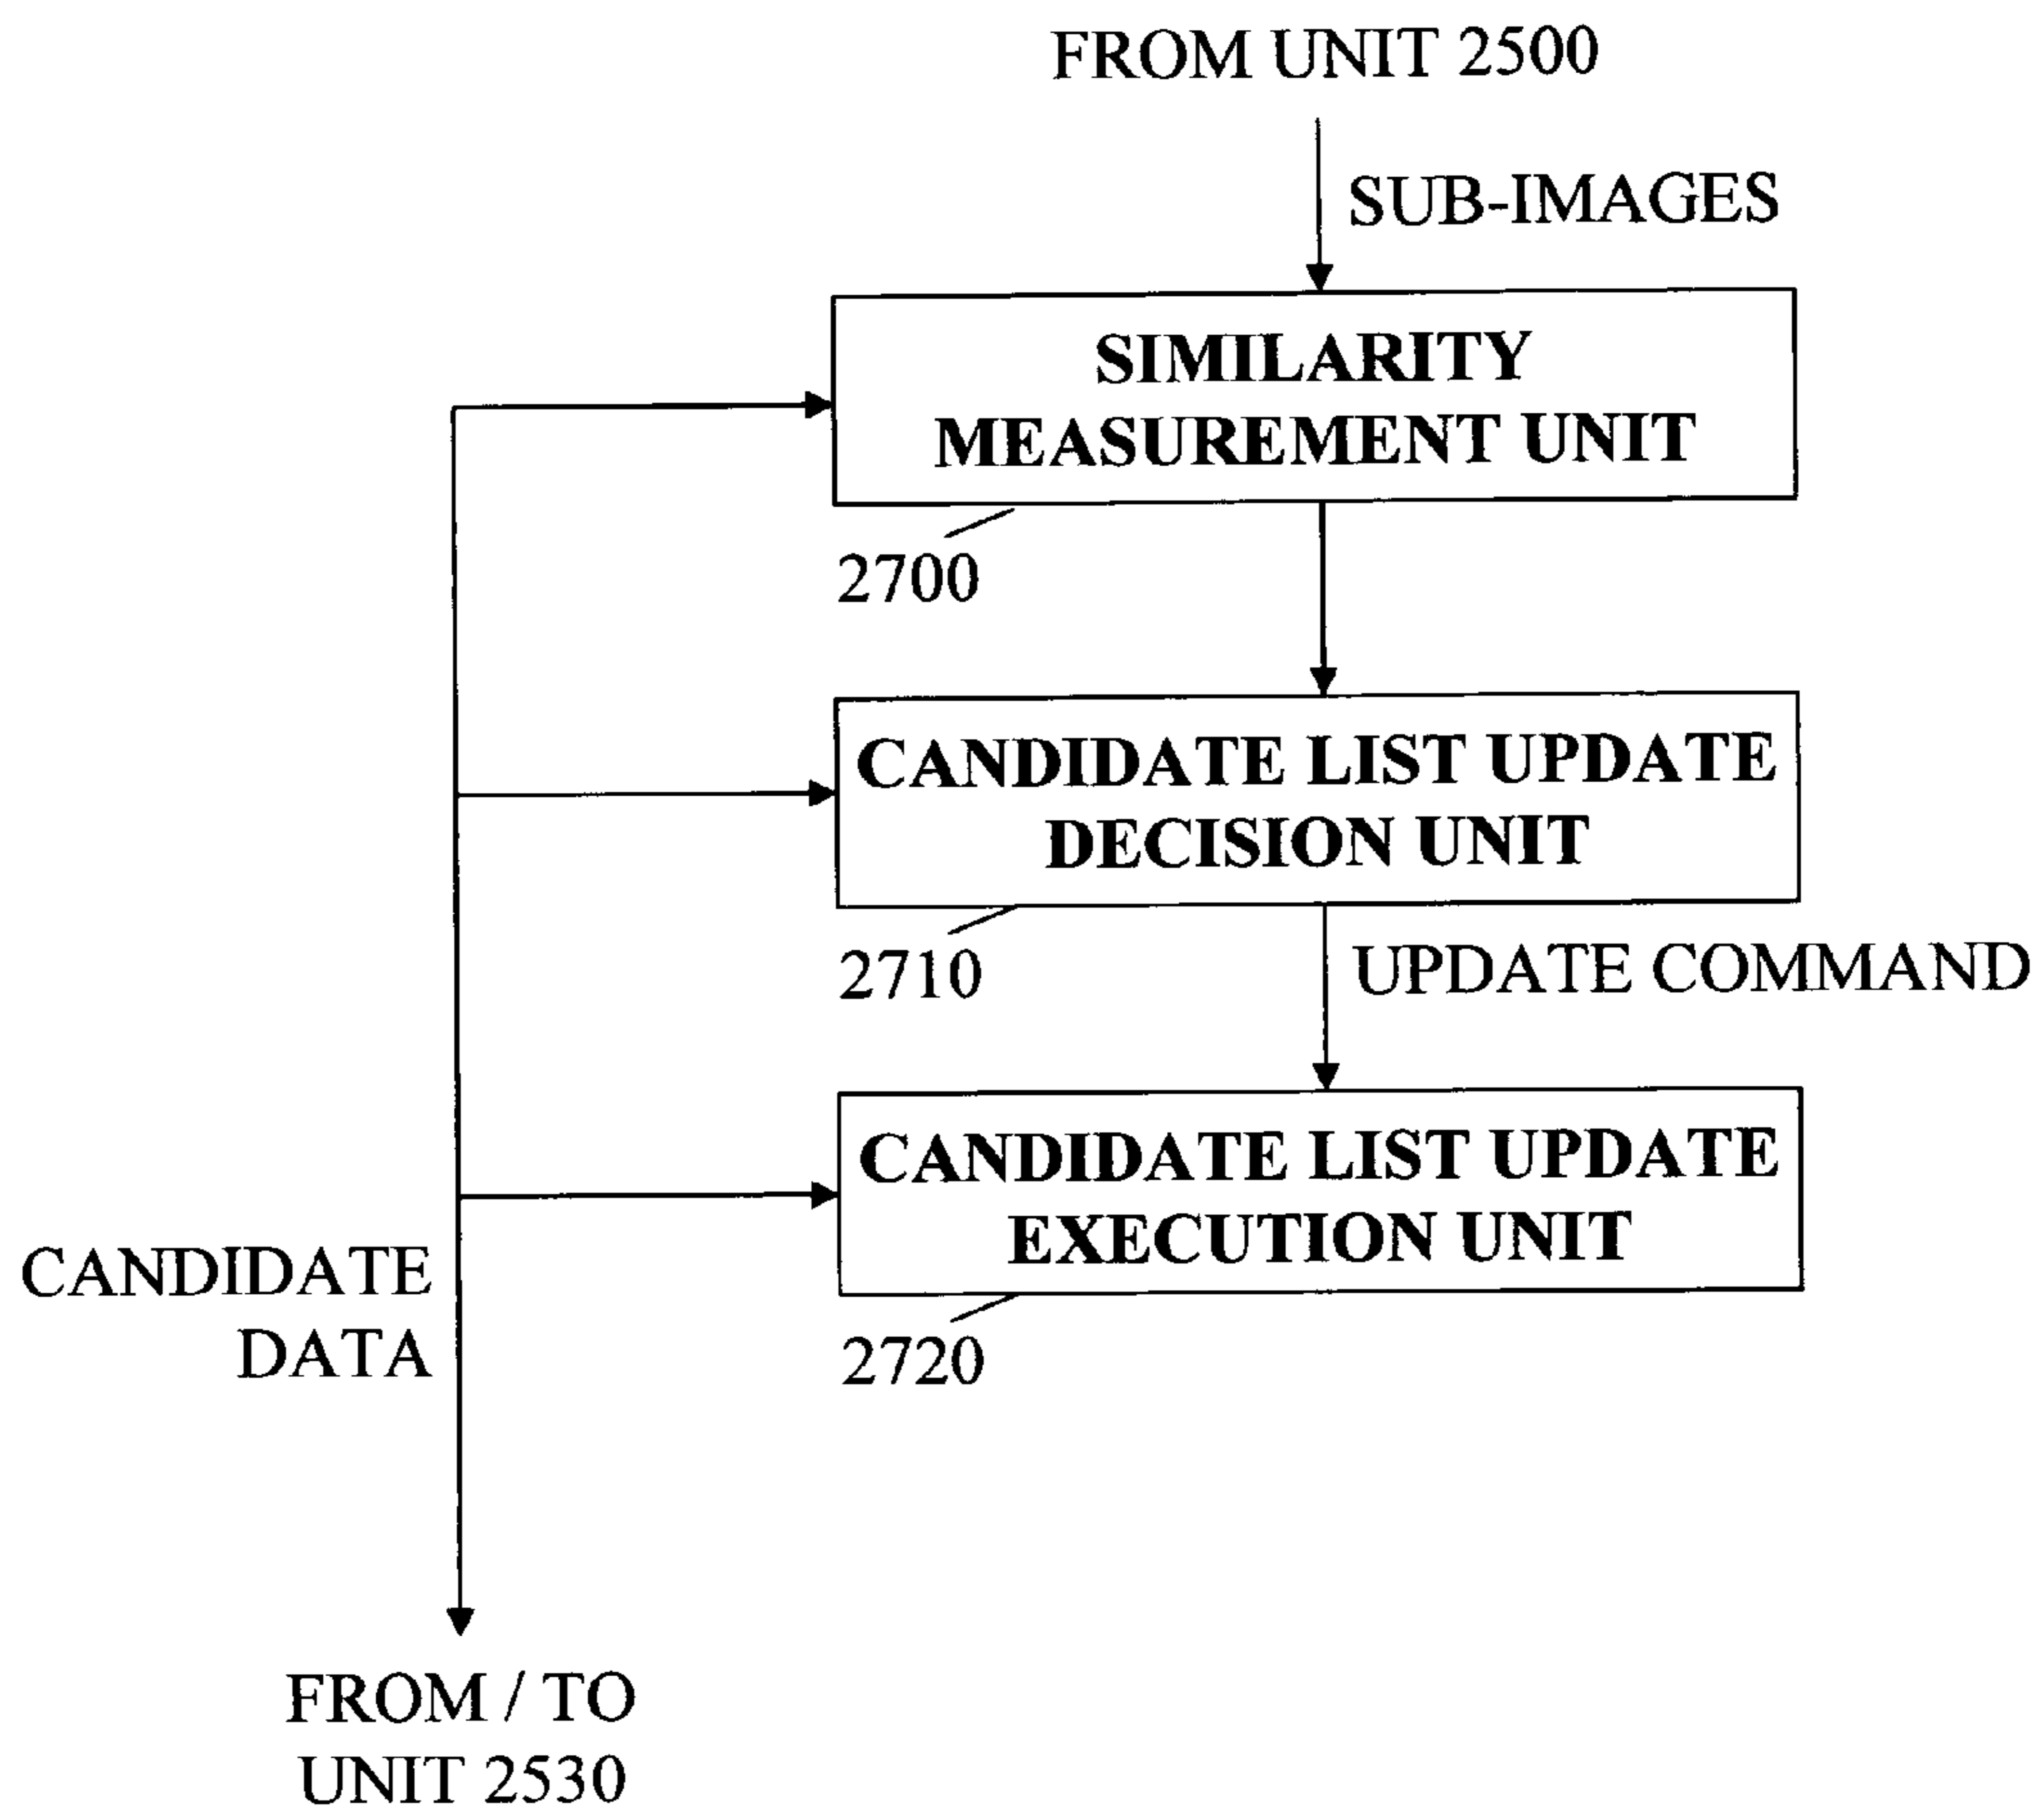 FROM UNIT 2500
SUB-IMAGES
SIMILARITY
MEASUREMENT UNIT
2700
CANDIDATE LIST UPDATE
DECISION UNIT
2710
UPDATE COMMAND
CANDIDATE LIST UPDATE
EXECUTION UNIT
2720
CANDIDATE
DATA
FROM / TO
UNIT 2530